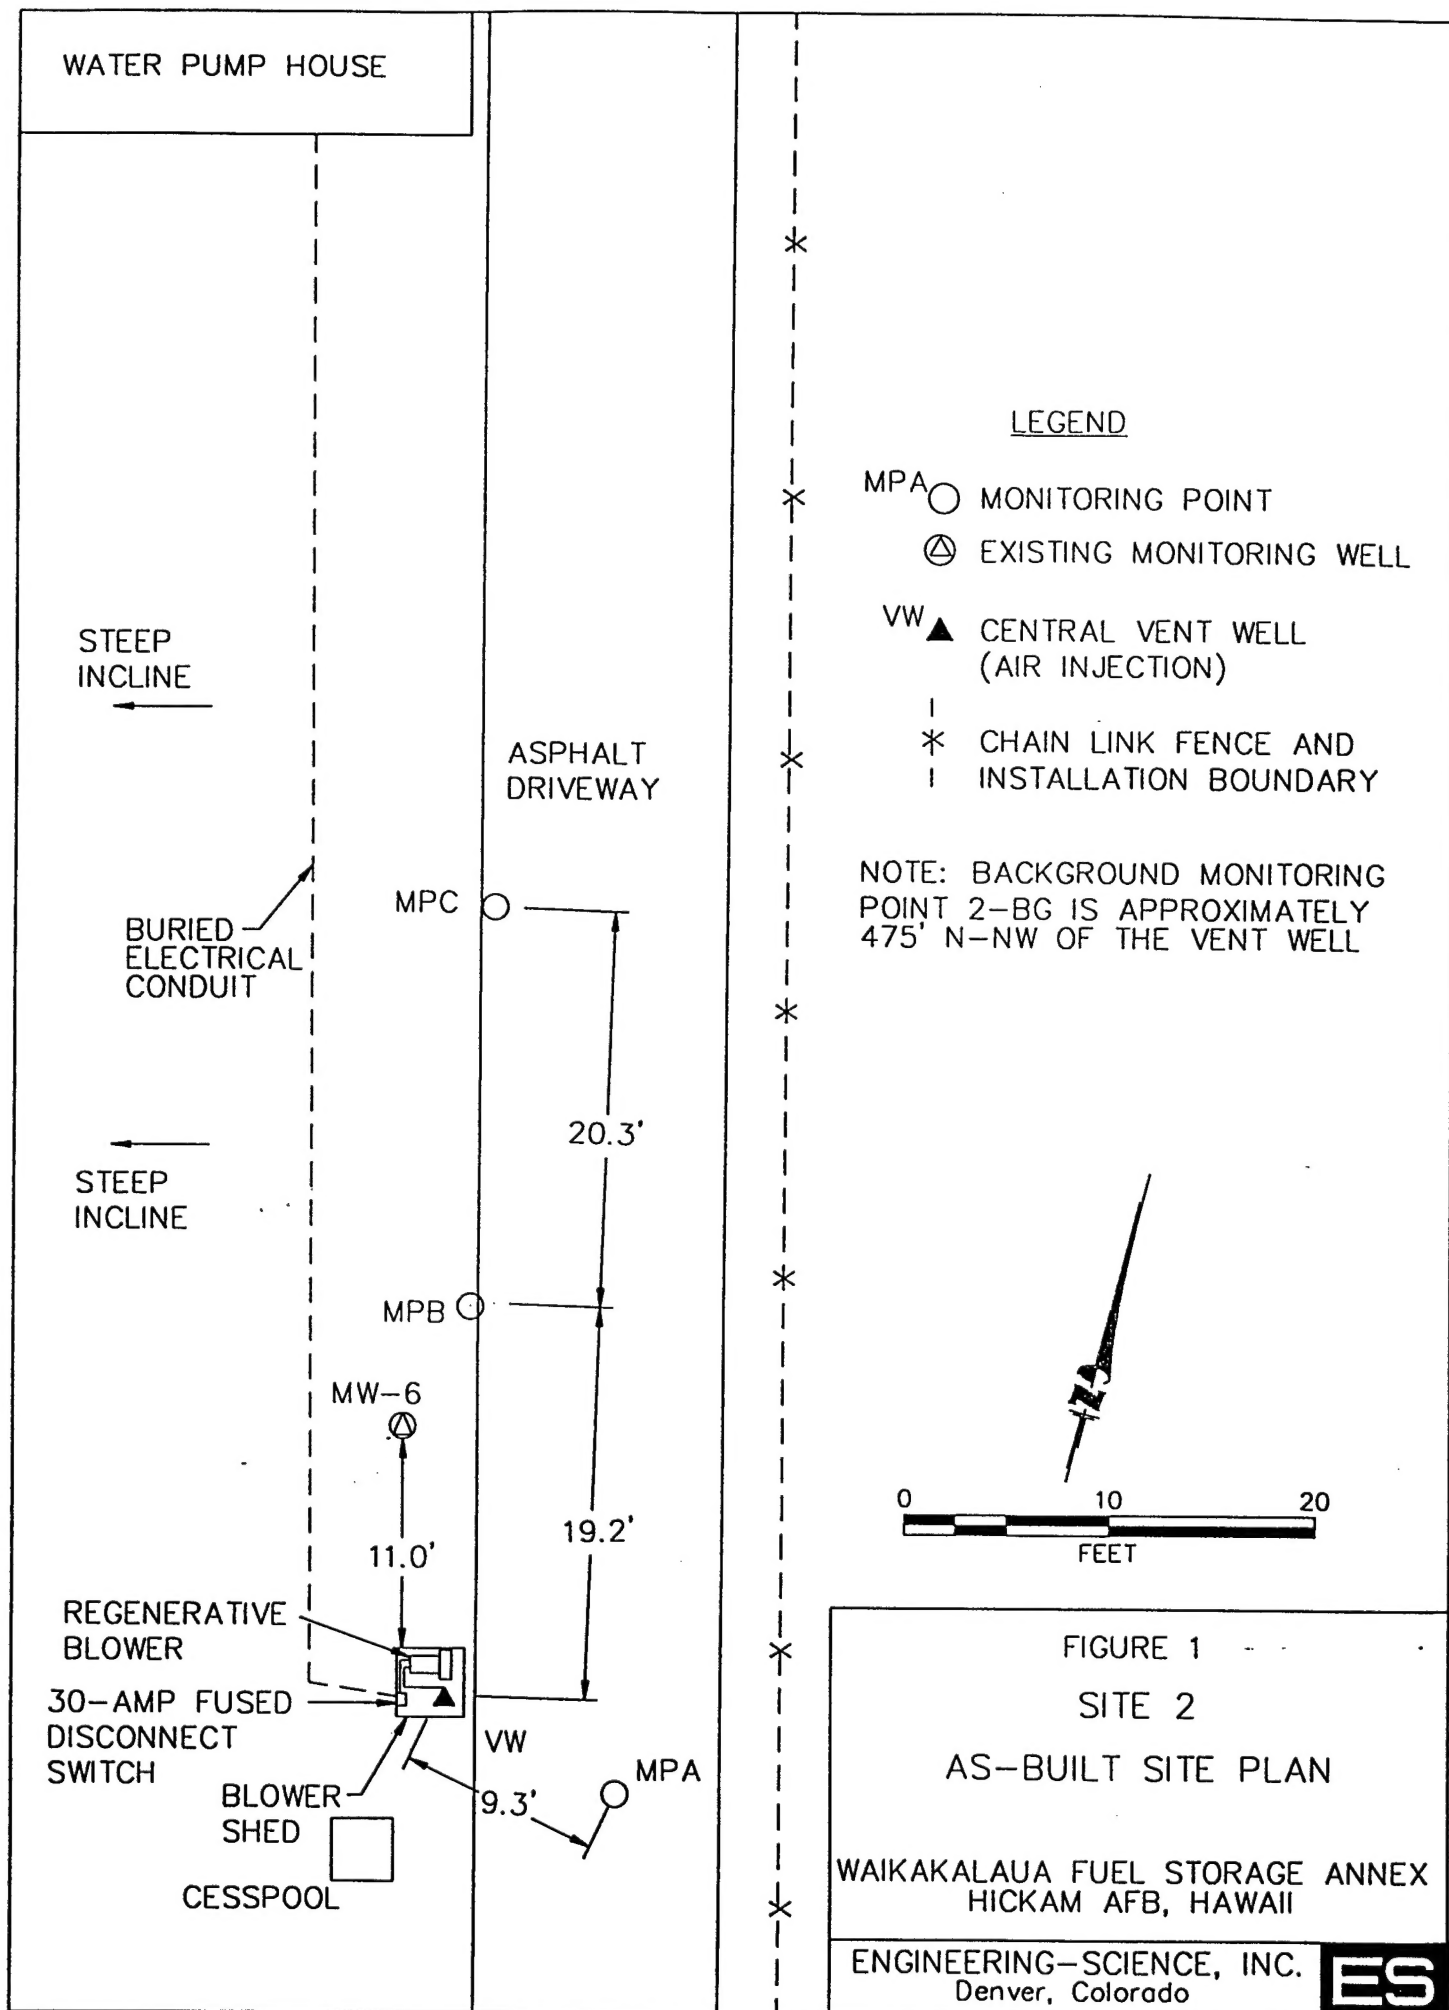 WATER PUMP HOUSE
LEGEND
MPA
MONITORING POINT
EXISTING MONITORING WELL
VW
CENTRAL VENT WELL
(AIR INJECTION)
CHAIN LINK FENCE AND
INSTALLATION BOUNDARY
NOTE: BACKGROUND MONITORING
POINT 2-BG IS APPROXIMATELY
475' N-NW OF THE VENT WELL
STEEP
INCLINE
ASPHALT
DRIVEWAY
MPC
BURIED
ELECTRICAL
CONDUIT
20.3'
STEEP
INCLINE
MPB
MW-6
19.2'
11.0'
REGENERATIVE
BLOWER
30-AMP FUSED
DISCONNECT
SWITCH
VW
MPA
9.3'
BLOWER
SHED
CESSPOOL
N
0 10 20
FEET
FIGURE 1
SITE 2
AS-BUILT SITE PLAN
WAIKAKALAUA FUEL STORAGE ANNEX
HICKAM AFB, HAWAII
ENGINEERING-SCIENCE, INC.
Denver, Colorado
ES